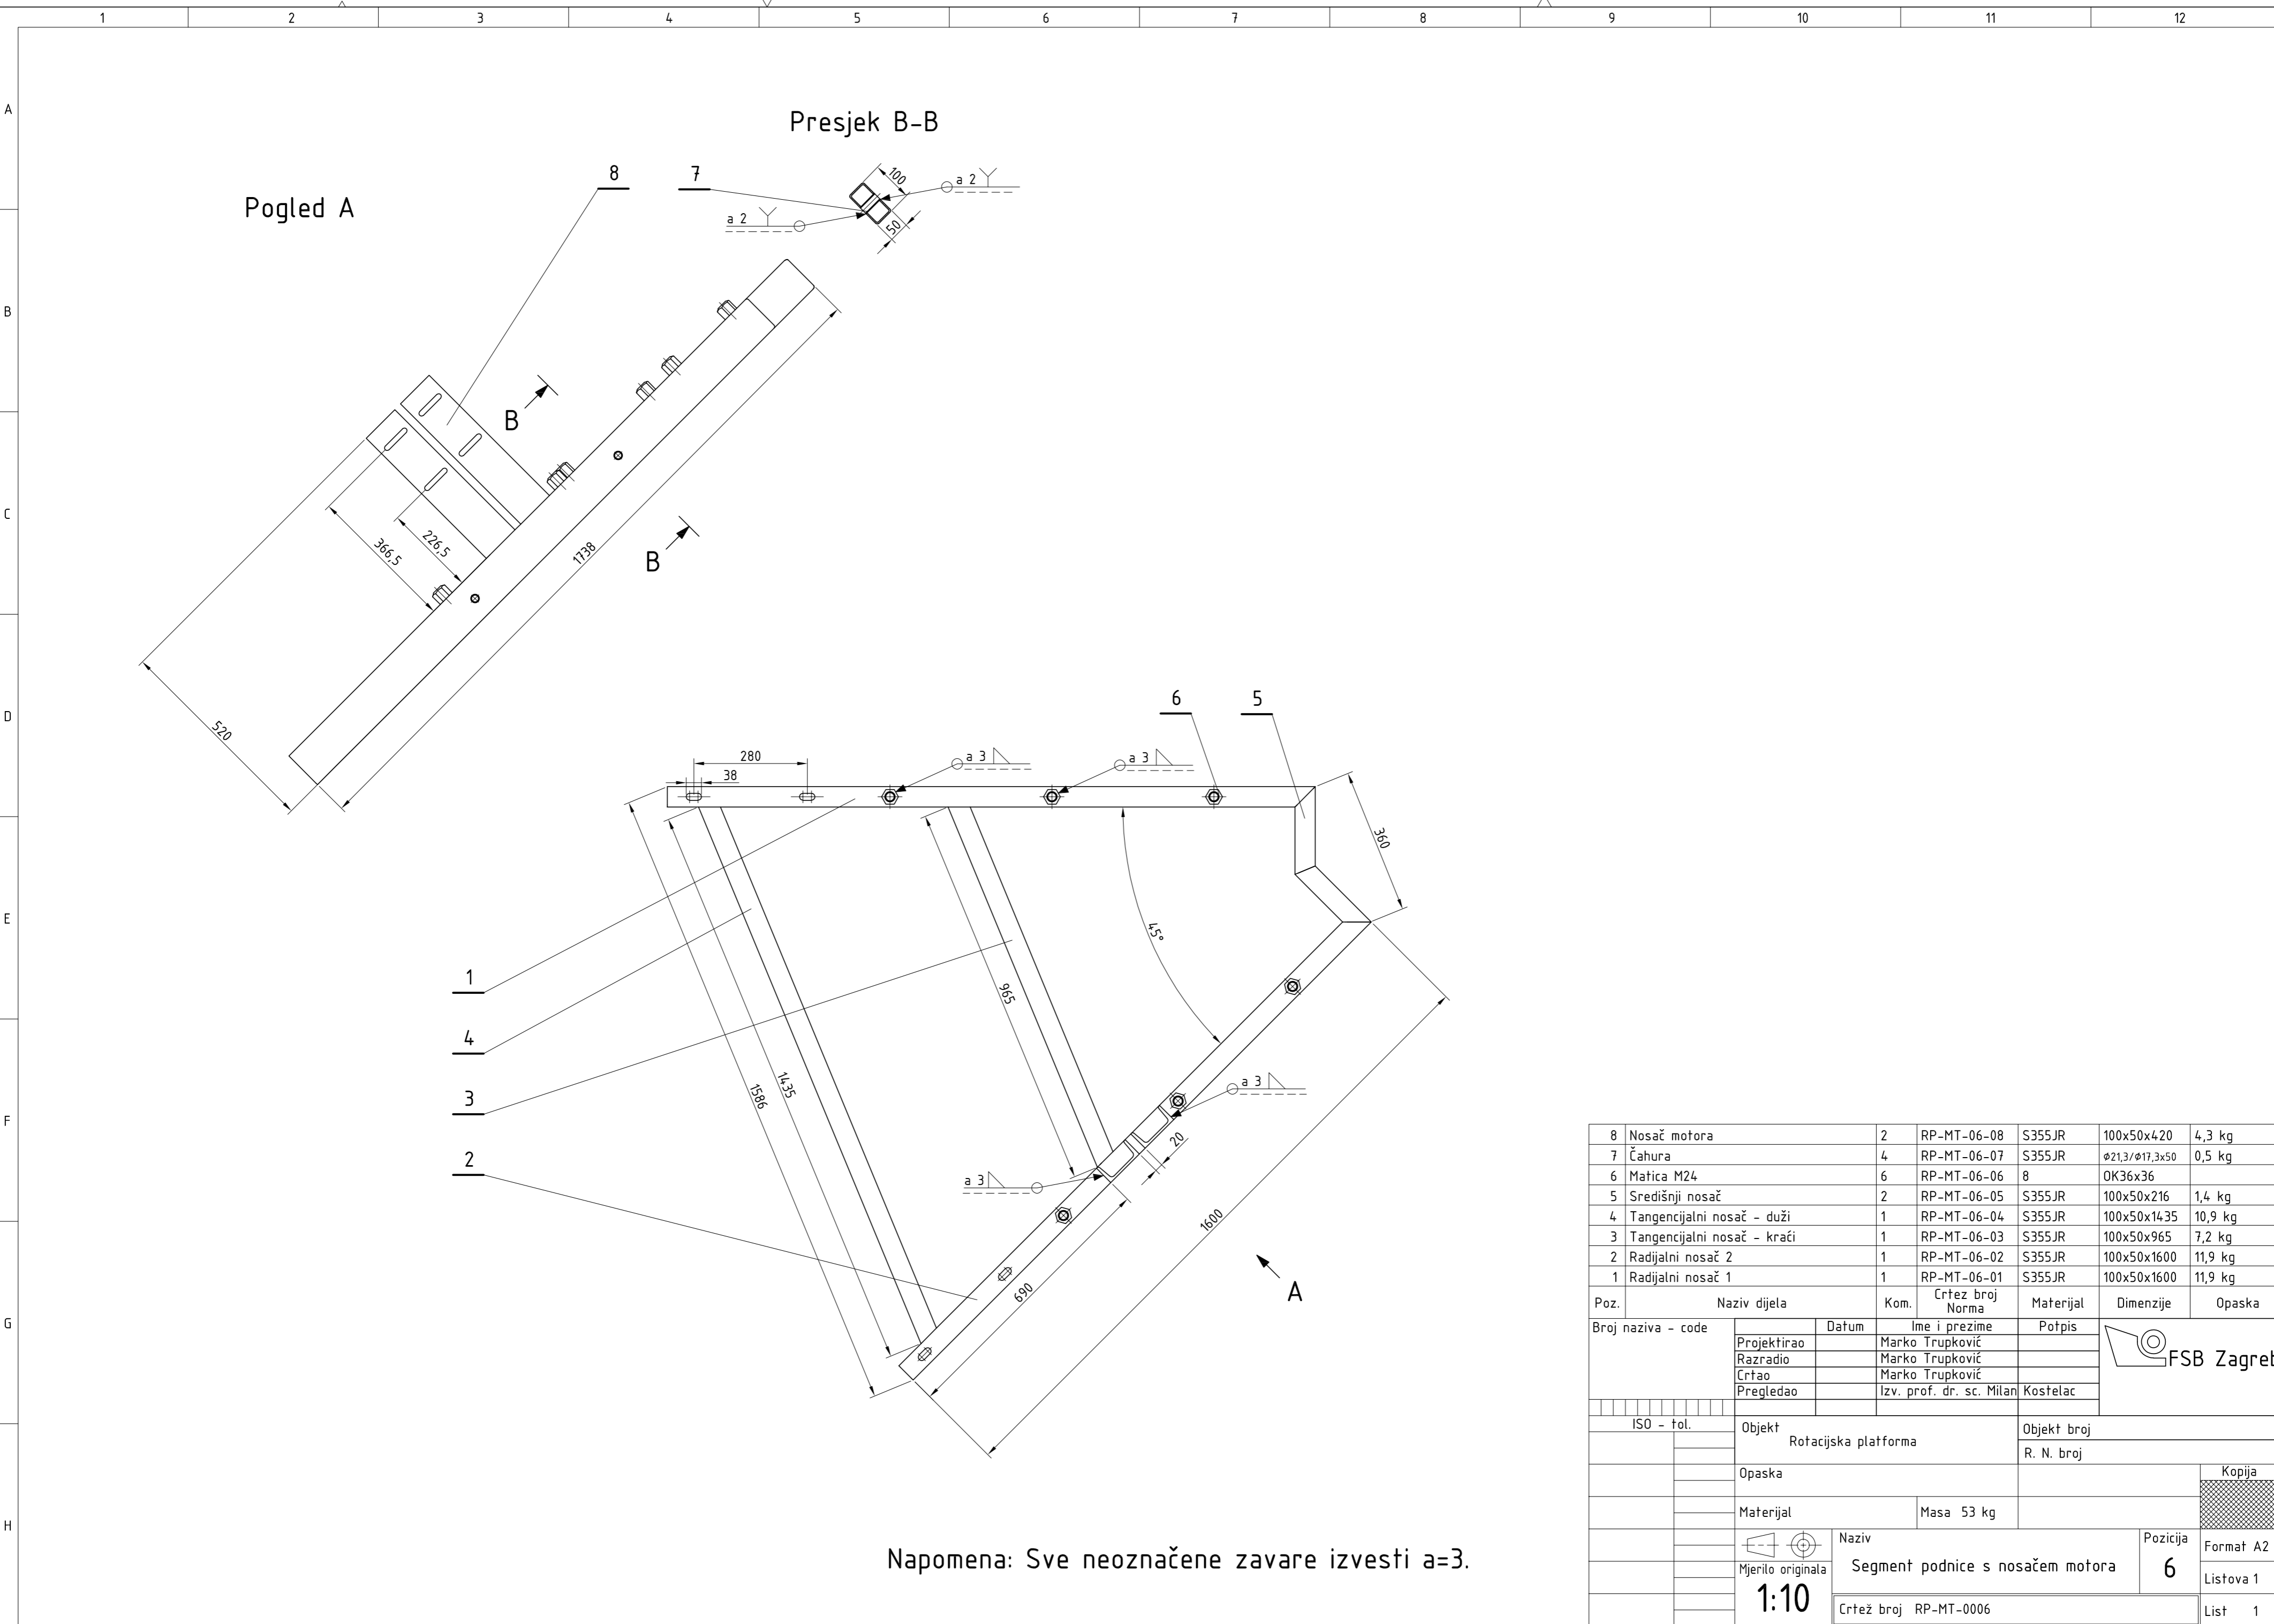 1 2 3 4 5 6 7 8 9 10 11 12
A
B
C
D
E
F
G
H
Presjek B-B
Pogled A
8
7
100
a 2
a 2
50
B
B
366,5
226,5
1738
520
6
5
280
38
a 3
a 3
360
45°
965
1435
1586
1
4
3
2
a 3
20
a 3
690
1600
A
8 Nosač motora 2 RP-MT-06-08 S355JR 100x50x420 4,3 kg
7 Čahura 4 RP-MT-06-07 S355JR Φ21,3/Φ17,3x50 0,5 kg
6 Matica M24 6 RP-MT-06-06 8 OK36x36
5 Središnji nosač 2 RP-MT-06-05 S355JR 100x50x216 1,4 kg
4 Tangencijalni nosač - duži 1 RP-MT-06-04 S355JR 100x50x1435 10,9 kg
3 Tangencijalni nosač - kraći 1 RP-MT-06-03 S355JR 100x50x965 7,2 kg
2 Radijalni nosač 2 1 RP-MT-06-02 S355JR 100x50x1600 11,9 kg
1 Radijalni nosač 1 1 RP-MT-06-01 S355JR 100x50x1600 11,9 kg
Poz. Naziv dijela Kom. Crtez broj Norma Materijal Dimenzije Opaska
Broj naziva - code Datum Ime i prezime Potpis
Projektirao Marko Trupković
Razradio Marko Trupković
Crtao Marko Trupković
Pregledao Izv. prof. dr. sc. Milan Kostelac
FSB Zagreb
ISO - tol.
Objekt
Rotacijska platforma
Objekt broj
R. N. broj
Opaska
Kopija
Materijal
Masa 53 kg
Naziv
Segment podnice s nosačem motora
Pozicija
6
Format A2
Mjerilo originala
1:10
Listova 1
Crtež broj RP-MT-0006
List 1
Napomena: Sve neoznačene zavare izvesti a=3.